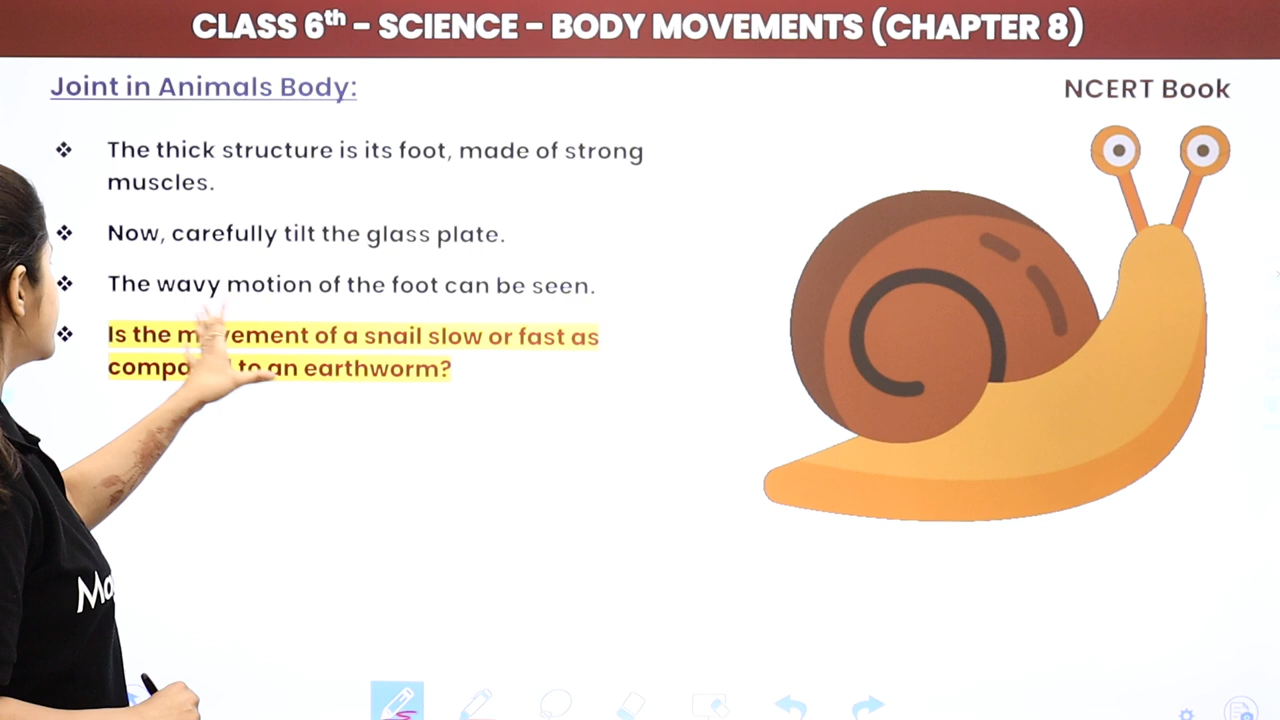 CLASS 6th - SCIENCE - BODY MOVEMENTS (CHAPTER 8)
Joint in Animals Body:
NCERT Book
❖ The thick structure is its foot, made of strong
muscles.
❖ Now, carefully tilt the glass plate.
❖ The wavy motion of the foot can be seen.
❖ Is the movement of a snail slow or fast as
to an earthworm?